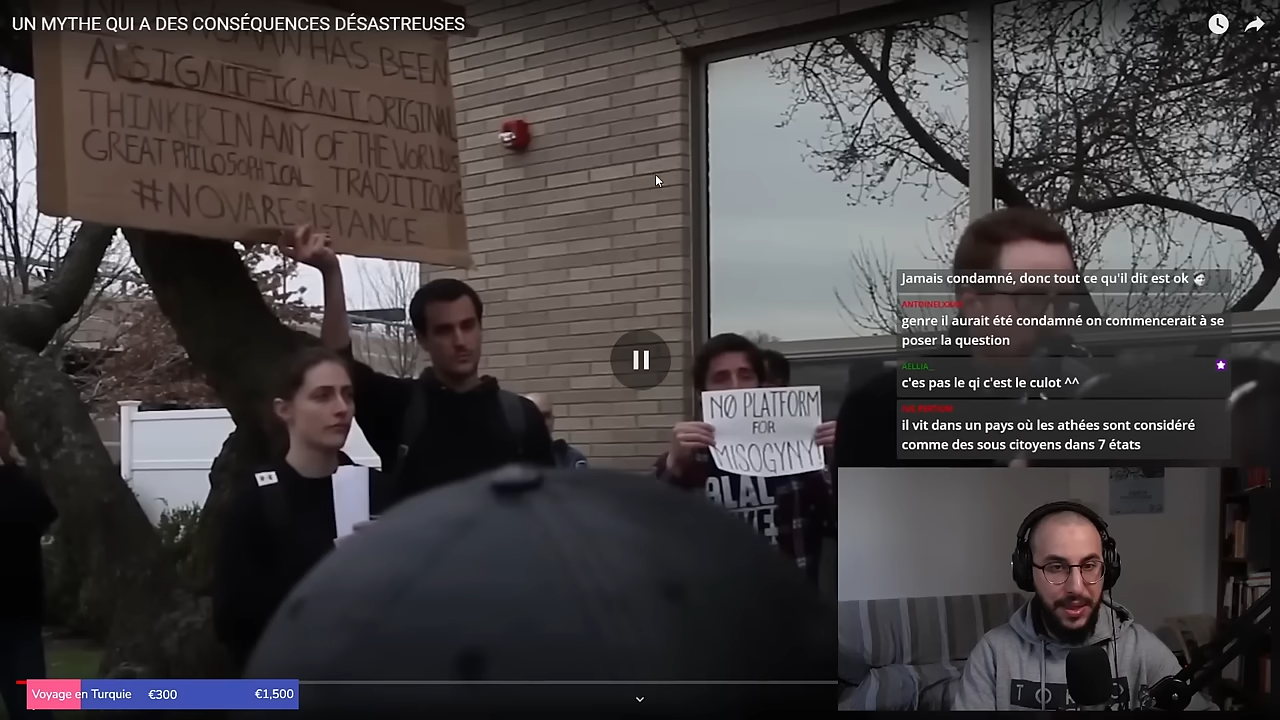 UN MYTHE QUI A DES CONSÉQUENCES DÉSASTREUSES
WOMAN HAS BEEN
A SIGNIFICANT ORIGINAL
THINKER IN ANY OF THE WORLDS
GREAT PHILOSOPHICAL TRADITIONS
#NOVARESISTANCE
NO PLATFORM
FOR
MISOGYNY!
Jamais condamné, donc tout ce qu'il dit est ok
genre il aurait été condamné on commencerait à se
poser la question
AELLIA_
c'es pas le qi c'est le culot ^^
il vit dans un pays où les athées sont considéré
comme des sous citoyens dans 7 états
Voyage en Turquie €300 €1,500